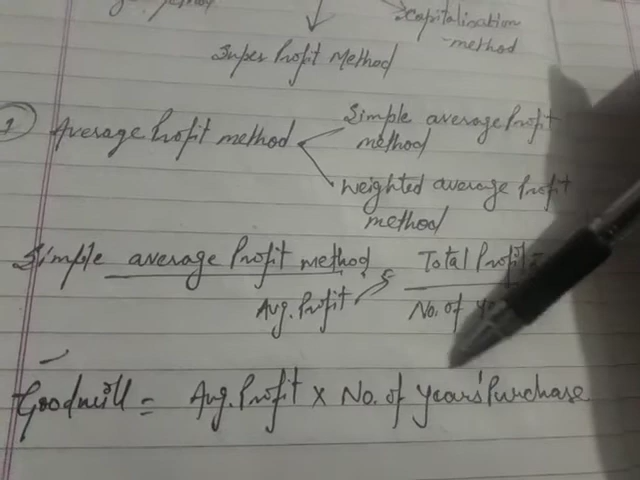 Capitalisation
method
Super Profit Method
1 Average Profit method
Simple average Profit
method
Weighted average Profit
method
Simple average Profit method :
Avg. Profit = Total Profit
No. of
Goodwill = Avg. Profit × No. of years' Purchase